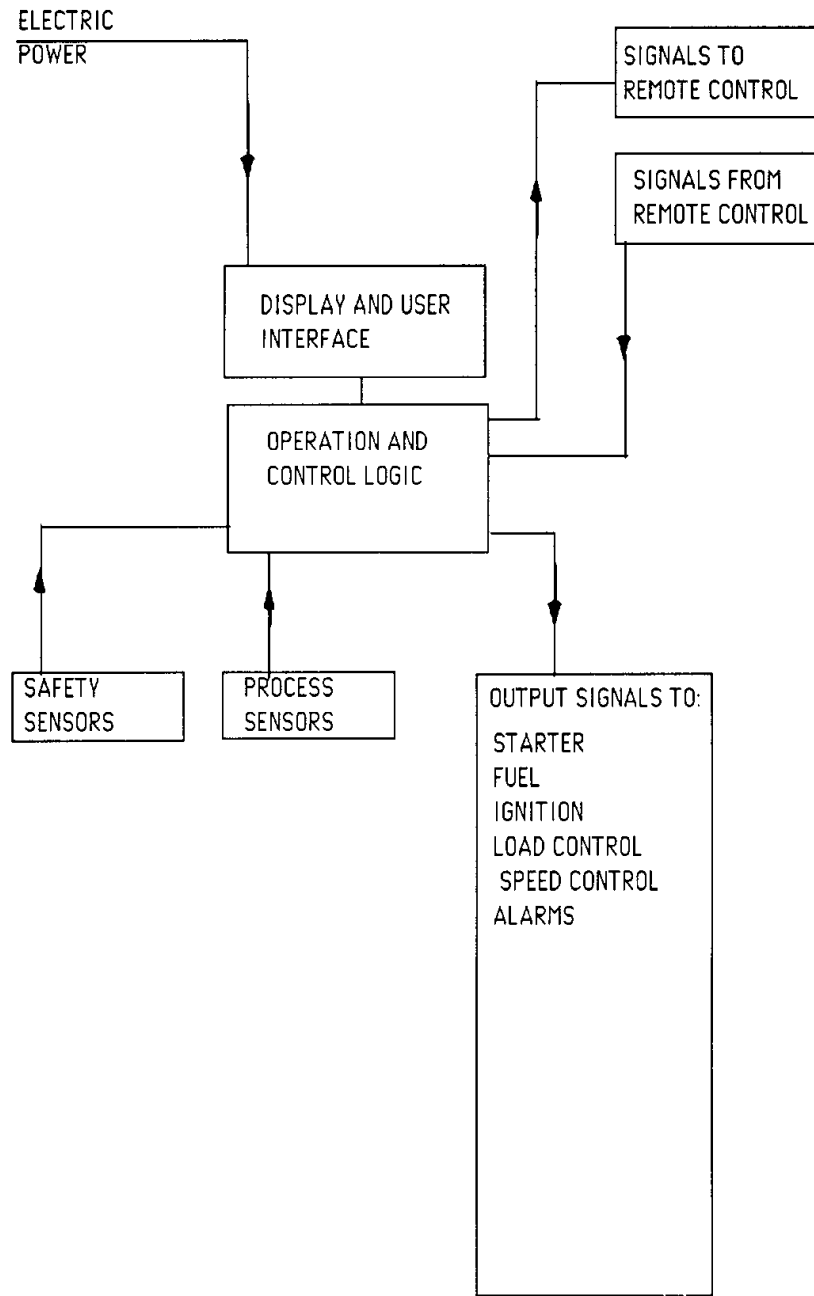 ELECTRIC
POWER
SIGNALS TO
REMOTE CONTROL
SIGNALS FROM
REMOTE CONTROL
DISPLAY AND USER
INTERFACE
OPERATION AND
CONTROL LOGIC
SAFETY
SENSORS
PROCESS
SENSORS
OUTPUT SIGNALS TO:
STARTER
FUEL
IGNITION
LOAD CONTROL
SPEED CONTROL
ALARMS